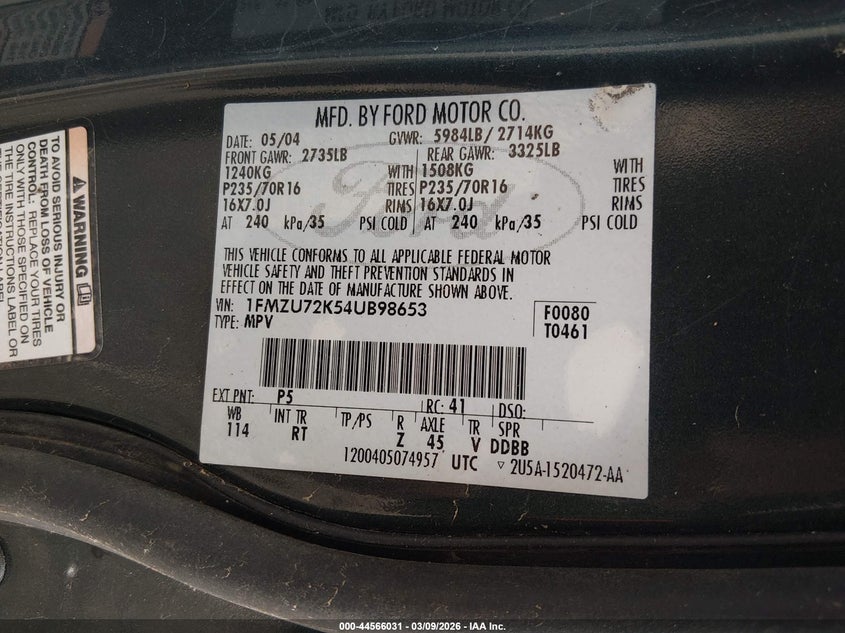 MFD. BY FORD MOTOR CO.
DATE: 05/04 GVWR: 5984LB/ 2714KG
FRONT GAWR: 2735LB REAR GAWR: 3325LB
1240KG WITH 1508KG WITH
P235/70R16 TIRES P235/70R16 TIRES
16X7.0J RIMS 16X7.0J RIMS
AT 240 kPa/35 PSI COLD AT 240 kPa/35 PSI COLD
Ford
THIS VEHICLE CONFORMS TO ALL APPLICABLE FEDERAL MOTOR
VEHICLE SAFETY AND THEFT PREVENTION STANDARDS IN
EFFECT ON THE DATE OF MANUFACTURE SHOWN ABOVE.
VIN: 1FMZU72K54UB98653
TYPE: MPV
F0080
T0461
EXT PNT: P5 RC: 41 DSO:
WB INT TR TP/PS R AXLE TR SPR
114 RT Z 45 V DDBB
1200405074957 UTC ▽ 2U5A-1520472-AA
WARNING
TO AVOID SERIOUS INJURY OR
DEATH FROM LOSS OF VEHICLE
CONTROL: REPLACE YOUR TIRES
ONLY WITH THOSE SPECIFIED ON
THE INSTRUCTIONS LABEL OR
000-44566031 - 03/09/2026 - IAA Inc.